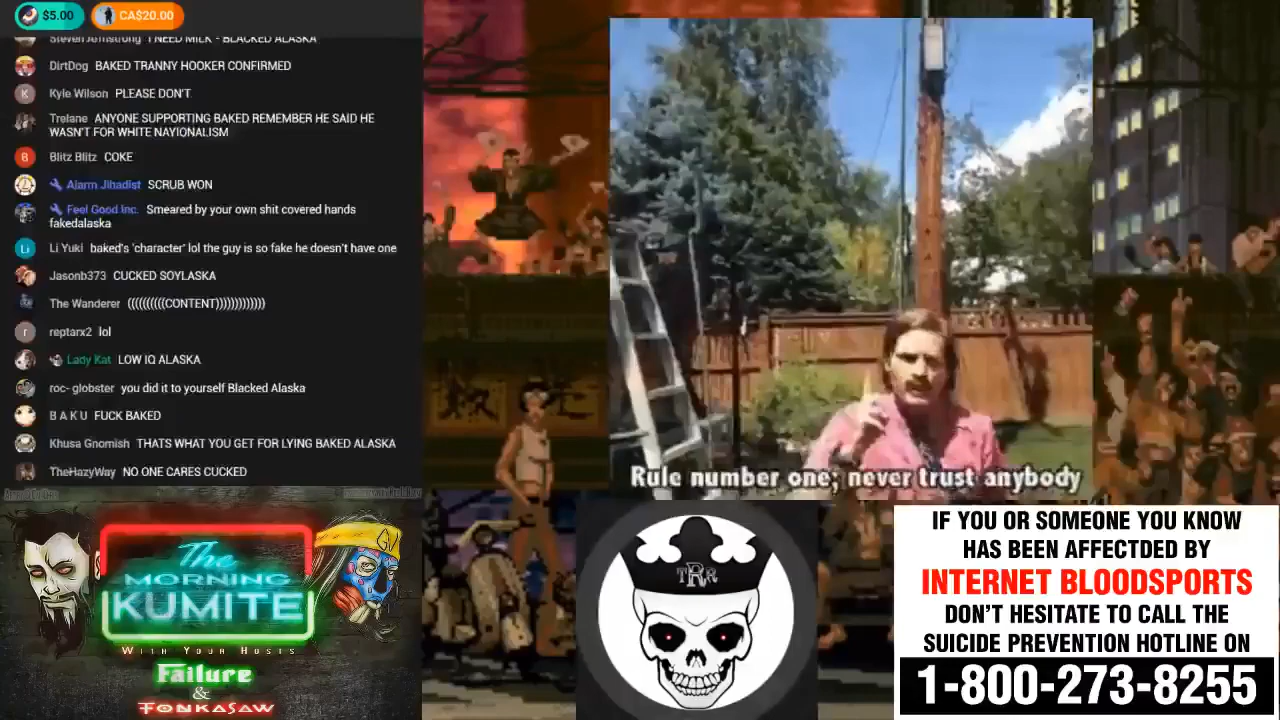 $5.00
CA$20.00
StevenJemstrong I NEED MILK - BLACKED ALASKA
DirtDog BAKED TRANNY HOOKER CONFIRMED
K
Kyle Wilson PLEASE DON'T
Trelane ANYONE SUPPORTING BAKED REMEMBER HE SAID HE
WASN'T FOR WHITE NAYIONALISM
B
Blitz Blitz COKE
Alarm Jihadist SCRUB WON
Feel Good Inc. Smeared by your own shit covered hands
fakedalaska
Li
Li Yuki baked's 'character' lol the guy is so fake he doesn't have one
Jasonb373 CUCKED SOYLASKA
The Wanderer ((((((((((CONTENT))))))))))))
r
reptarx2 lol
Lady Kat LOW IQ ALASKA
roc- globster you did it to yourself Blacked Alaska
B A K U FUCK BAKED
Khusa Gnomish THATS WHAT YOU GET FOR LYING BAKED ALASKA
TheHazyWay NO ONE CARES CUCKED
Rule number one; never trust anybody
The
MORNING
KUMITE
WITH YOUR HOSTS
Failure
&
TONKASAW
TRR
IF YOU OR SOMEONE YOU KNOW
HAS BEEN AFFECTDED BY
INTERNET BLOODSPORTS
DON'T HESITATE TO CALL THE
SUICIDE PREVENTION HOTLINE ON
1-800-273-8255